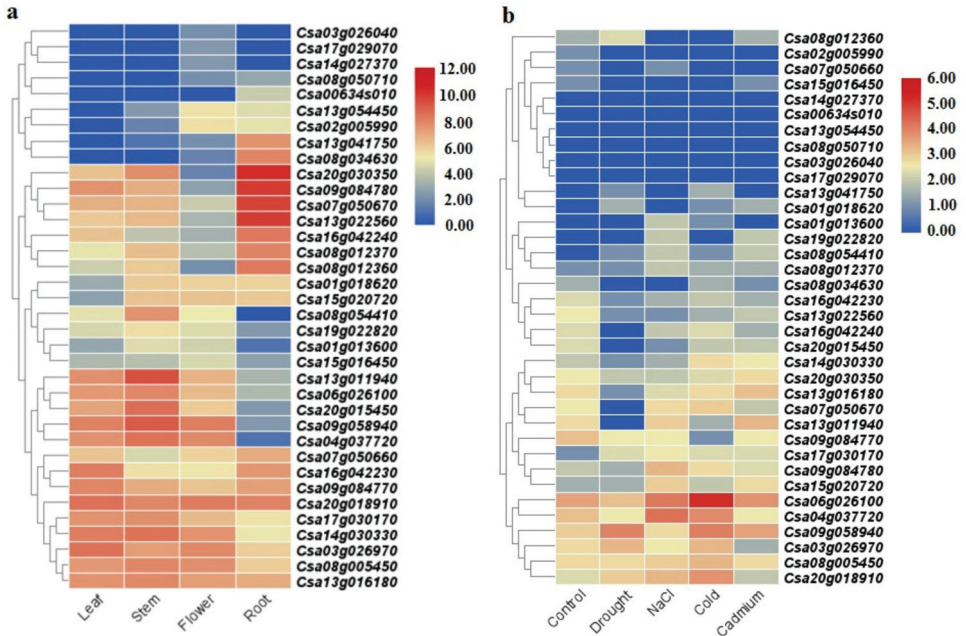 a
Csa03g026040
Csa17g029070
Csa14g027370
Csa08g050710
Csa00634s010
Csa13g054450
Csa02g005990
Csa13g041750
Csa08g034630
Csa20g030350
Csa09g084780
Csa07g050670
Csa13g022560
Csa16g042240
Csa08g012370
Csa08g012360
Csa01g018620
Csa15g020720
Csa08g054410
Csa19g022820
Csa01g013600
Csa15g016450
Csa13g011940
Csa06g026100
Csa20g015450
Csa09g058940
Csa04g037720
Csa07g050660
Csa16g042230
Csa09g084770
Csa20g018910
Csa17g030170
Csa14g030330
Csa03g026970
Csa08g005450
Csa13g016180
Leaf
Stem
Flower
Root
12.00
10.00
8.00
6.00
4.00
2.00
0.00
b
Csa08g012360
Csa02g005990
Csa07g050660
Csa15g016450
Csa14g027370
Csa00634s010
Csa13g054450
Csa08g050710
Csa03g026040
Csa17g029070
Csa13g041750
Csa01g018620
Csa01g013600
Csa19g022820
Csa08g054410
Csa08g012370
Csa08g034630
Csa16g042230
Csa13g022560
Csa16g042240
Csa20g015450
Csa14g030330
Csa20g030350
Csa13g016180
Csa07g050670
Csa13g011940
Csa09g084770
Csa17g030170
Csa09g084780
Csa15g020720
Csa06g026100
Csa04g037720
Csa09g058940
Csa03g026970
Csa08g005450
Csa20g018910
Control
Drought
NaCl
Cold
Cadmium
6.00
5.00
4.00
3.00
2.00
1.00
0.00